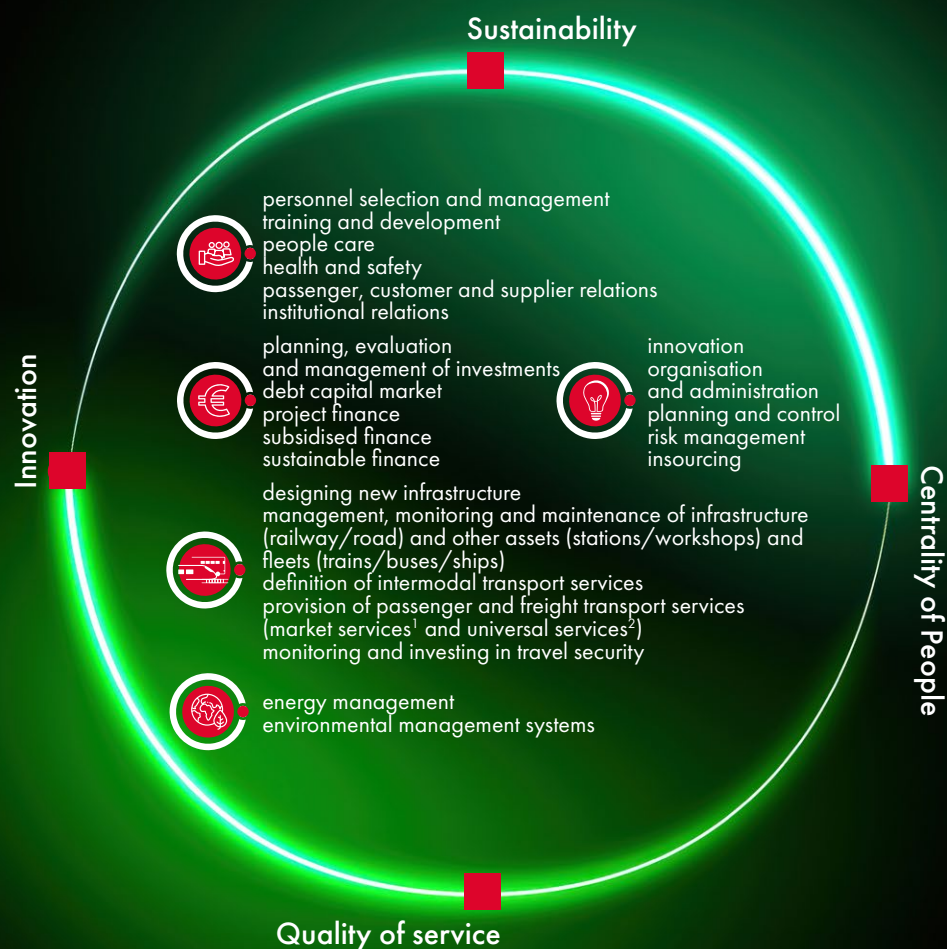 Sustainability
personnel selection and management
training and development
people care
health and safety
passenger, customer and supplier relations
institutional relations
planning, evaluation
and management of investments
debt capital market
project finance
subsidised finance
sustainable finance
innovation
organisation
and administration
planning and control
risk management
insourcing
Innovation
Centrality of People
designing new infrastructure
management, monitoring and maintenance of infrastructure
(railway/road) and other assets (stations/workshops) and
fleets (trains/buses/ships)
definition of intermodal transport services
provision of passenger and freight transport services
(market services¹ and universal services²)
monitoring and investing in travel security
energy management
environmental management systems
Quality of service